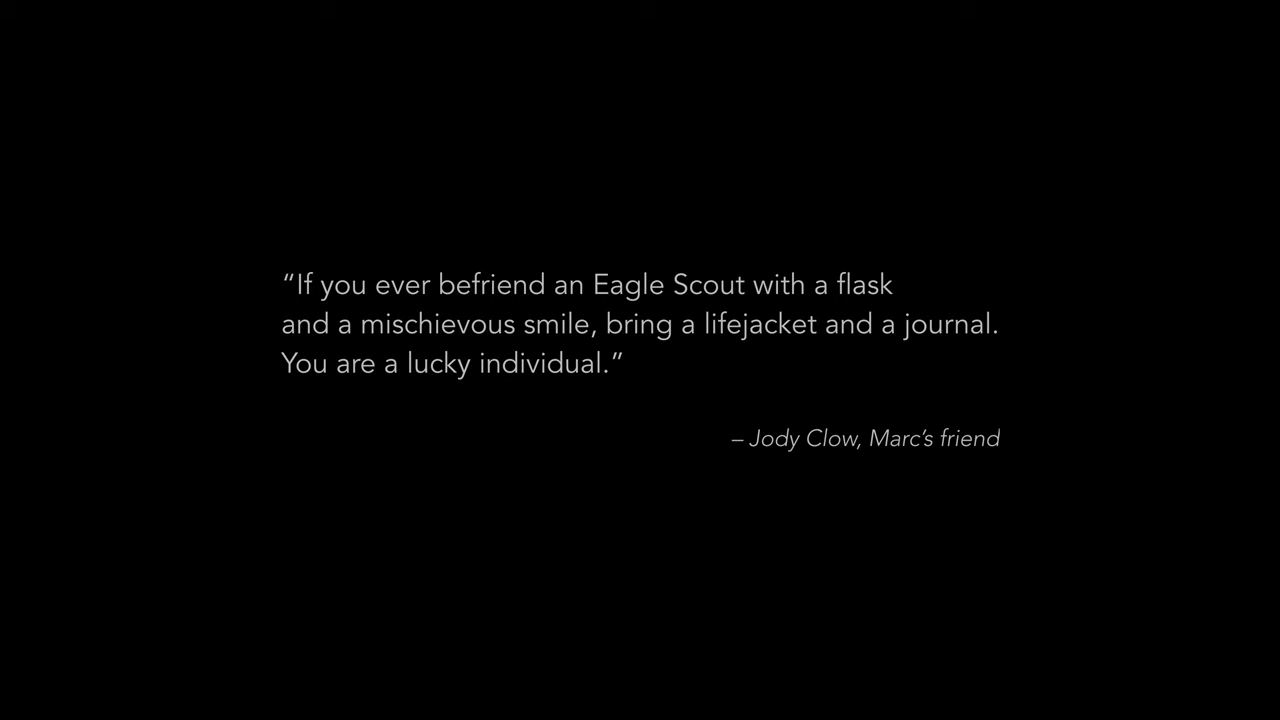 “If you ever befriend an Eagle Scout with a flask
and a mischievous smile, bring a lifejacket and a journal.
You are a lucky individual.”
– Jody Clow, Marc’s friend